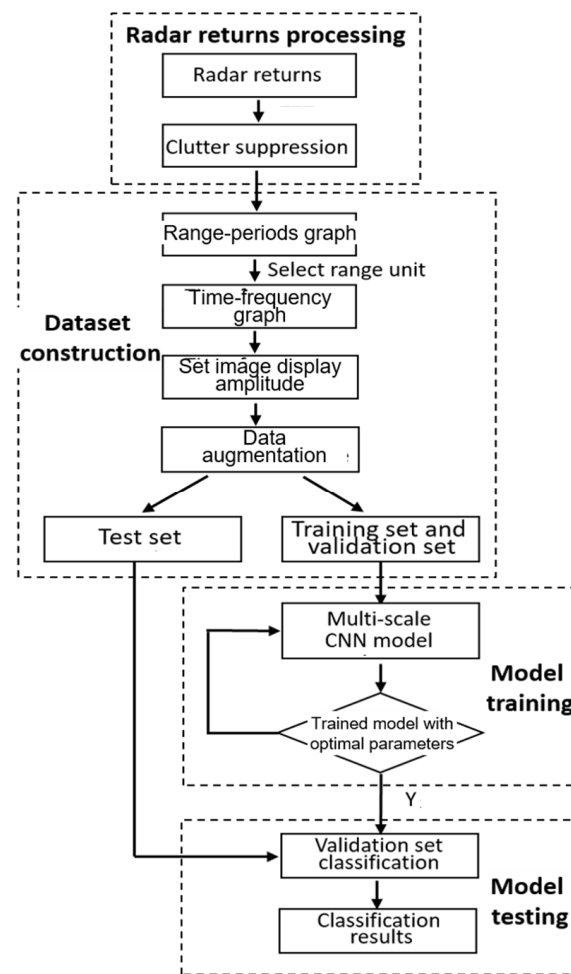 Radar returns processing
Radar returns
Clutter suppression
Range-periods graph
Select range unit
Time-frequency
graph
Dataset
construction
Set image display
amplitude
Data
augmentation
Test set
Training set and
validation set
Multi-scale
CNN model
Model
training
Trained model with
optimal parameters
Y
Validation set
classification
Model
testing
Classification
results